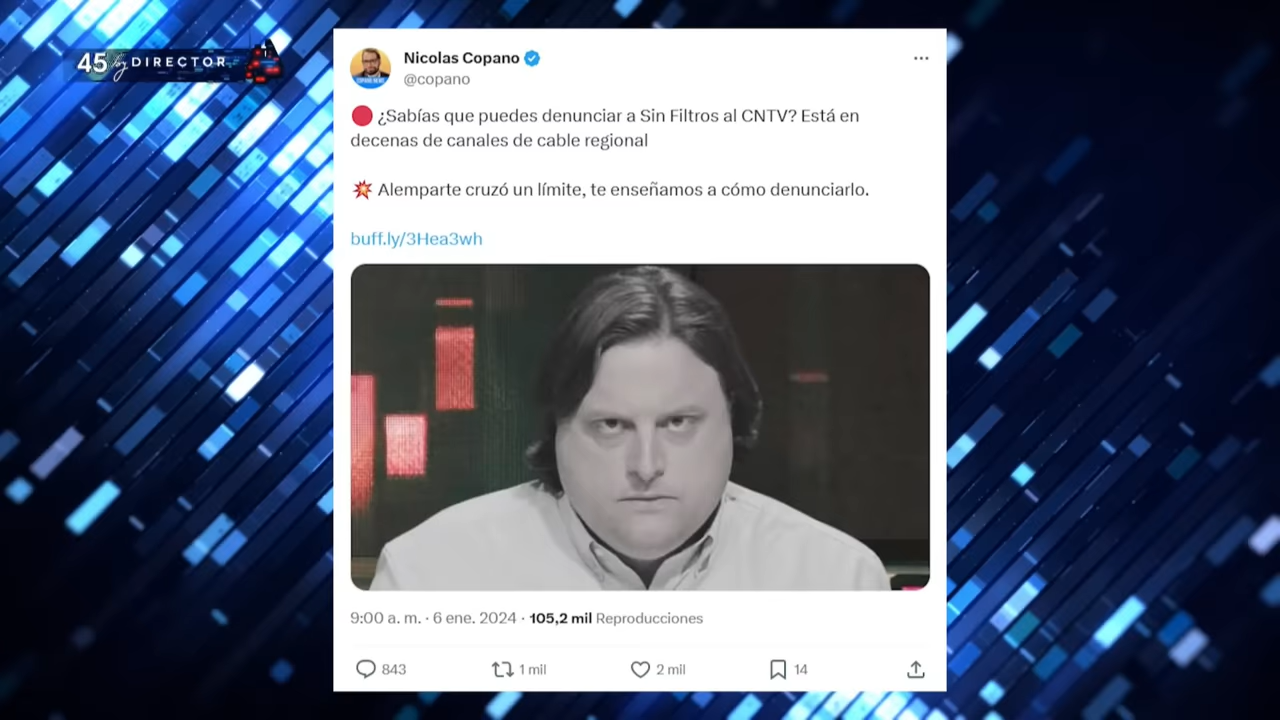 45 by DIRECTOR
Nicolas Copano
@copano
¿Sabías que puedes denunciar a Sin Filtros al CNTV? Está en
decenas de canales de cable regional
Alemparte cruzó un límite, te enseñamos a cómo denunciarlo.
buff.ly/3Hea3wh
9:00 a. m. · 6 ene. 2024 · 105,2 mil Reproducciones
843
1 mil
2 mil
14